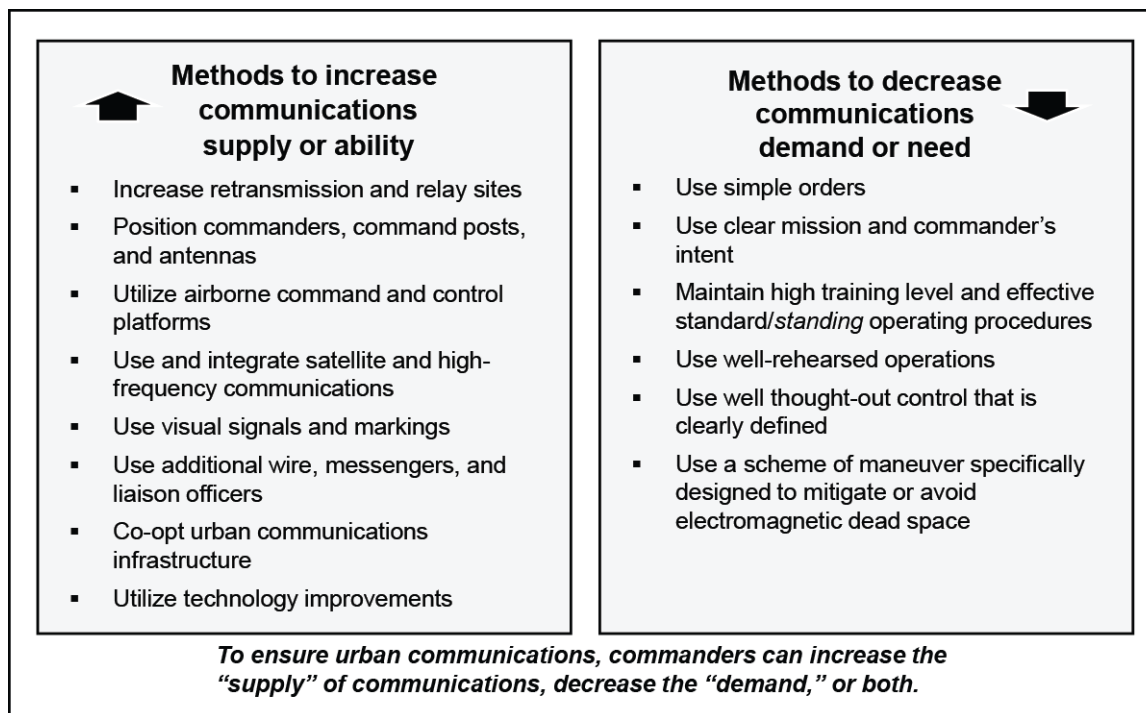 Methods to increase
communications
supply or ability
▪ Increase retransmission and relay sites
▪ Position commanders, command posts,
and antennas
▪ Utilize airborne command and control
platforms
▪ Use and integrate satellite and high-
frequency communications
▪ Use visual signals and markings
▪ Use additional wire, messengers, and
liaison officers
▪ Co-opt urban communications
infrastructure
▪ Utilize technology improvements
Methods to decrease
communications
demand or need
▪ Use simple orders
▪ Use clear mission and commander’s
intent
▪ Maintain high training level and effective
standard/standing operating procedures
▪ Use well-rehearsed operations
▪ Use well thought-out control that is
clearly defined
▪ Use a scheme of maneuver specifically
designed to mitigate or avoid
electromagnetic dead space
To ensure urban communications, commanders can increase the
“supply” of communications, decrease the “demand,” or both.